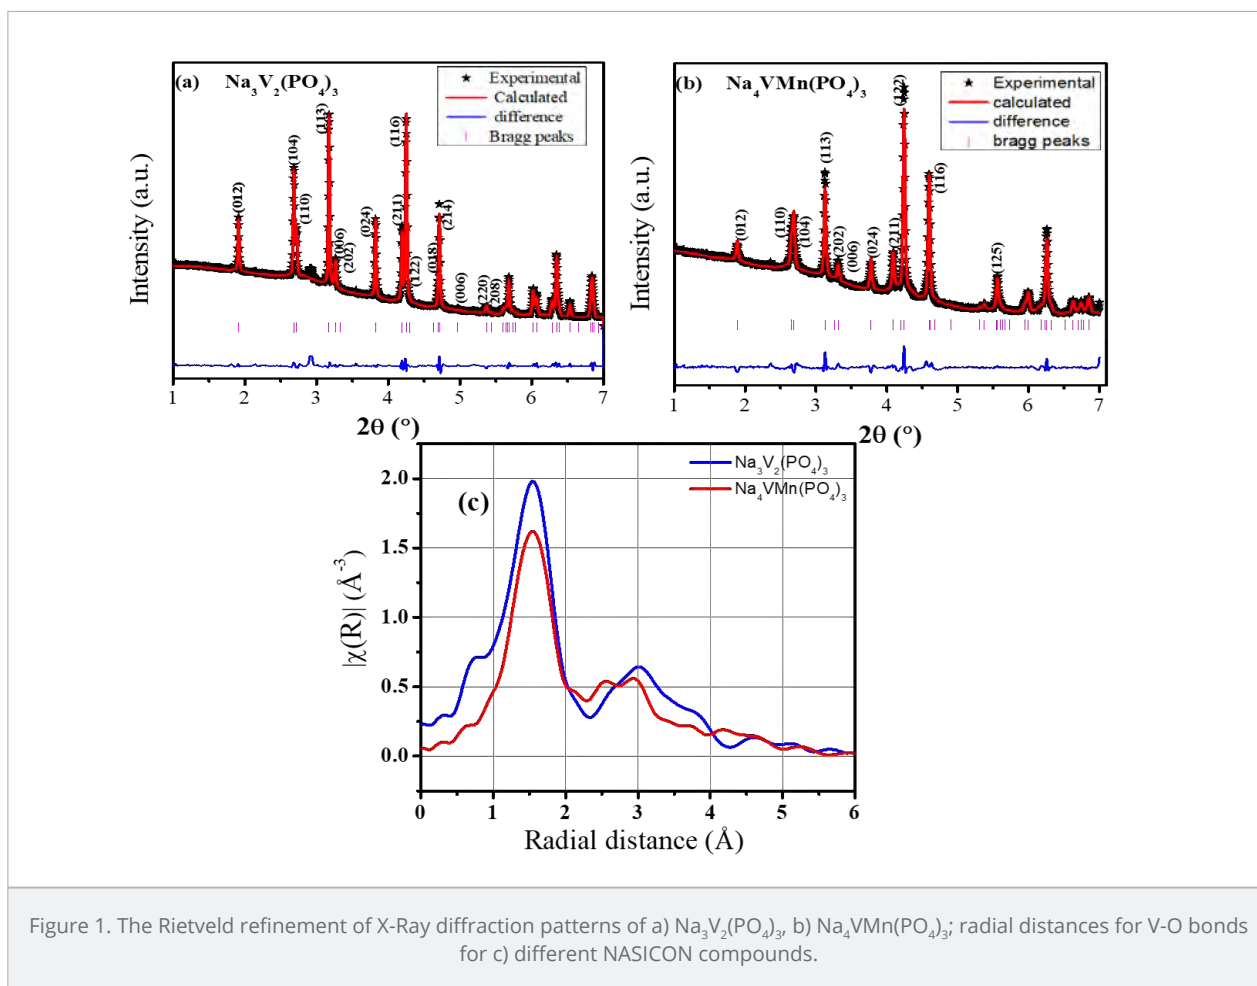 (a) Na₃V₂(PO₄)₃
Experimental
Calculated
difference
Bragg peaks
(012)
(104)
(110)
(113)
(006)
(202)
(024)
(116)
(211)
(122)
(018)
(214)
(006)
(220)
(208)
Intensity (a.u.)
1 2 3 4 5 6 7
2θ (°)
(b) Na₄VMn(PO₄)₃
Experimental
calculated
difference
bragg peaks
(012)
(110)
(104)
(113)
(202)
(006)
(024)
(211)
(122)
(116)
(125)
Intensity (a.u.)
1 2 3 4 5 6 7
2θ (°)
(c)
Na₃V₂(PO₄)₃
Na₄VMn(PO₄)₃
|χ(R)| (Å⁻³)
2.0
1.5
1.0
0.5
0.0
0 1 2 3 4 5 6
Radial distance (Å)
Figure 1. The Rietveld refinement of X-Ray diffraction patterns of a) Na₃V₂(PO₄)₃, b) Na₄VMn(PO₄)₃; radial distances for V-O bonds
for c) different NASICON compounds.